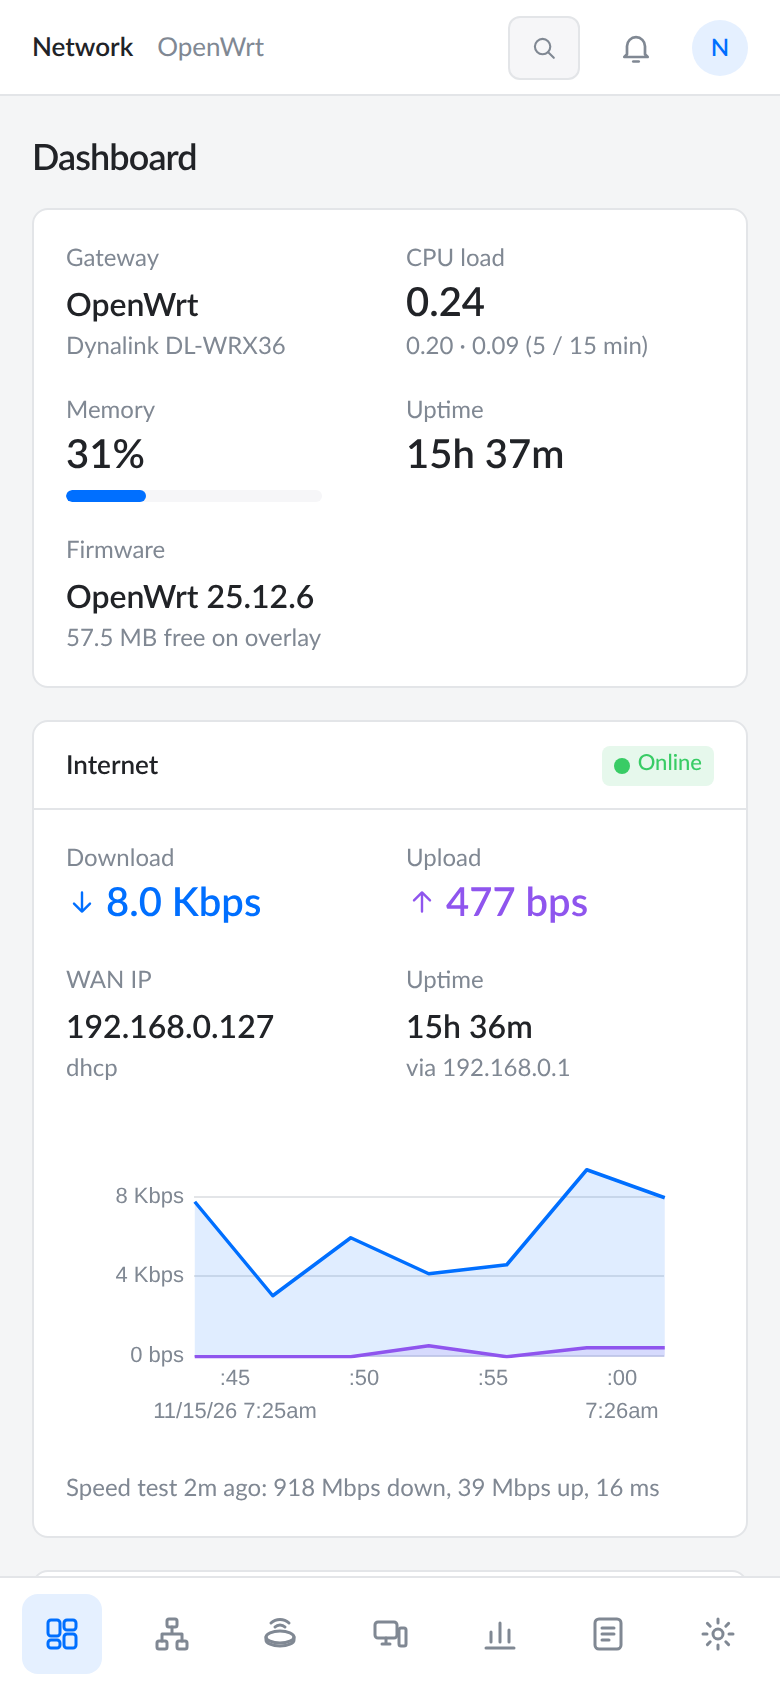 Network OpenWrt
N
Dashboard
Gateway
OpenWrt
Dynalink DL-WRX36
CPU load
0.24
0.20 · 0.09 (5 / 15 min)
Memory
31%
Uptime
15h 37m
Firmware
OpenWrt 25.12.6
57.5 MB free on overlay
Internet
Online
Download
↓ 8.0 Kbps
Upload
↑ 477 bps
WAN IP
192.168.0.127
dhcp
Uptime
15h 36m
via 192.168.0.1
8 Kbps
4 Kbps
0 bps
:45 :50 :55 :00
11/15/26 7:25am 7:26am
Speed test 2m ago: 918 Mbps down, 39 Mbps up, 16 ms